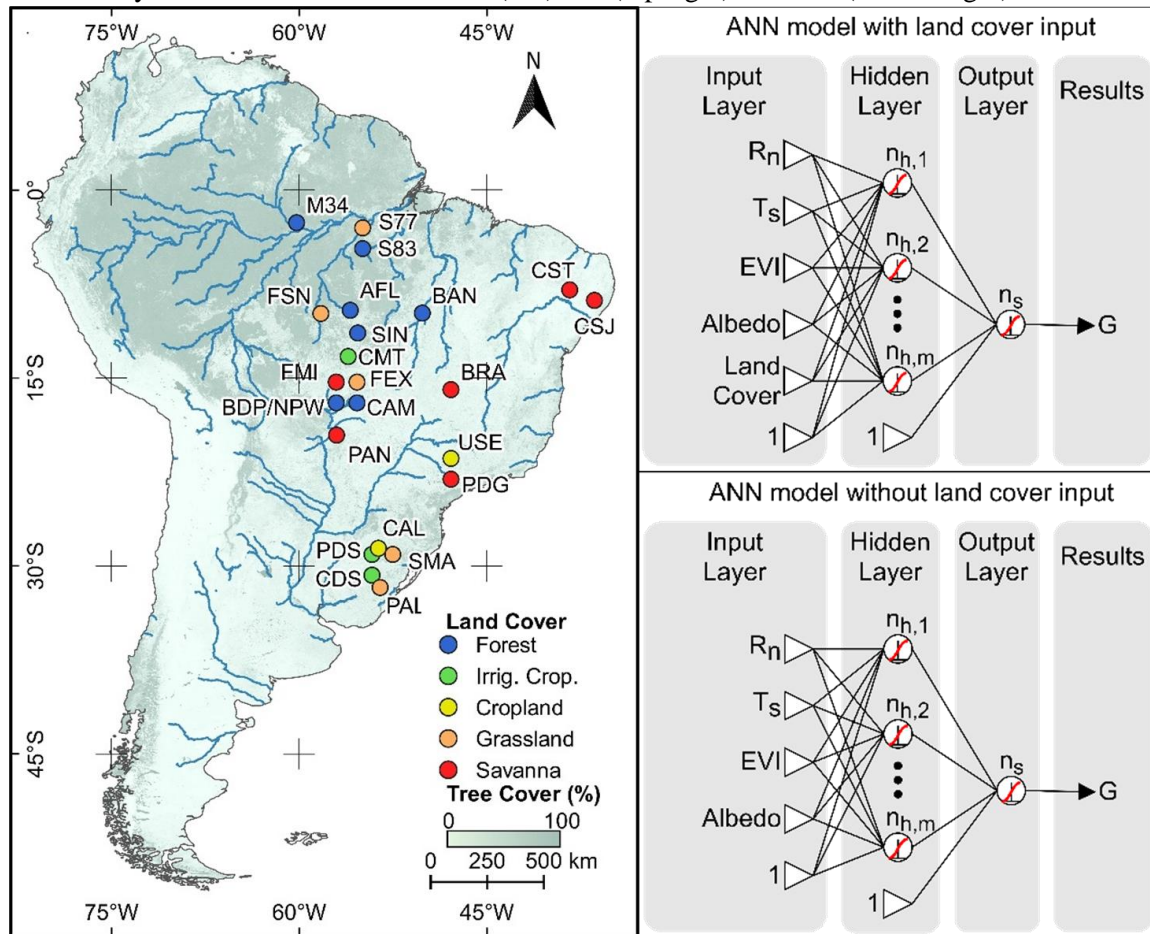 75°W 60°W 45°W
N
0°
15°S
30°S
45°S
M34
S77
S83
CST
CSJ
FSN
AFL
BAN
SIN
CMT
FMI
FEX
BRA
BDP/NPW
CAM
PAN
USE
PDG
CAL
PDS
SMA
CDS
PAL
Land Cover
Forest
Irrig. Crop.
Cropland
Grassland
Savanna
Tree Cover (%)
0 100
0 250 500 km
75°W 60°W 45°W
ANN model with land cover input
Input Layer
Hidden Layer
Output Layer
Results
Rn
Ts
EVI
Albedo
Land Cover
1
nh,1
nh,2
nh,m
1
ns
G
ANN model without land cover input
Input Layer
Hidden Layer
Output Layer
Results
Rn
Ts
EVI
Albedo
1
nh,1
nh,2
nh,m
1
ns
G